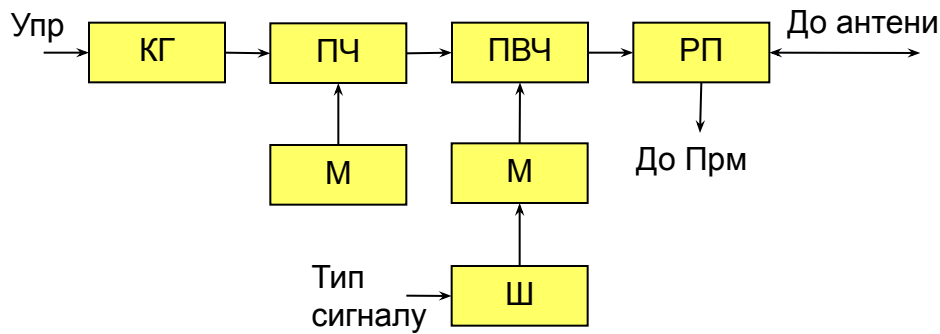 Упр
КГ
ПЧ
ПВЧ
РП
До антени
М
М
До Прм
Тип
сигналу
Ш